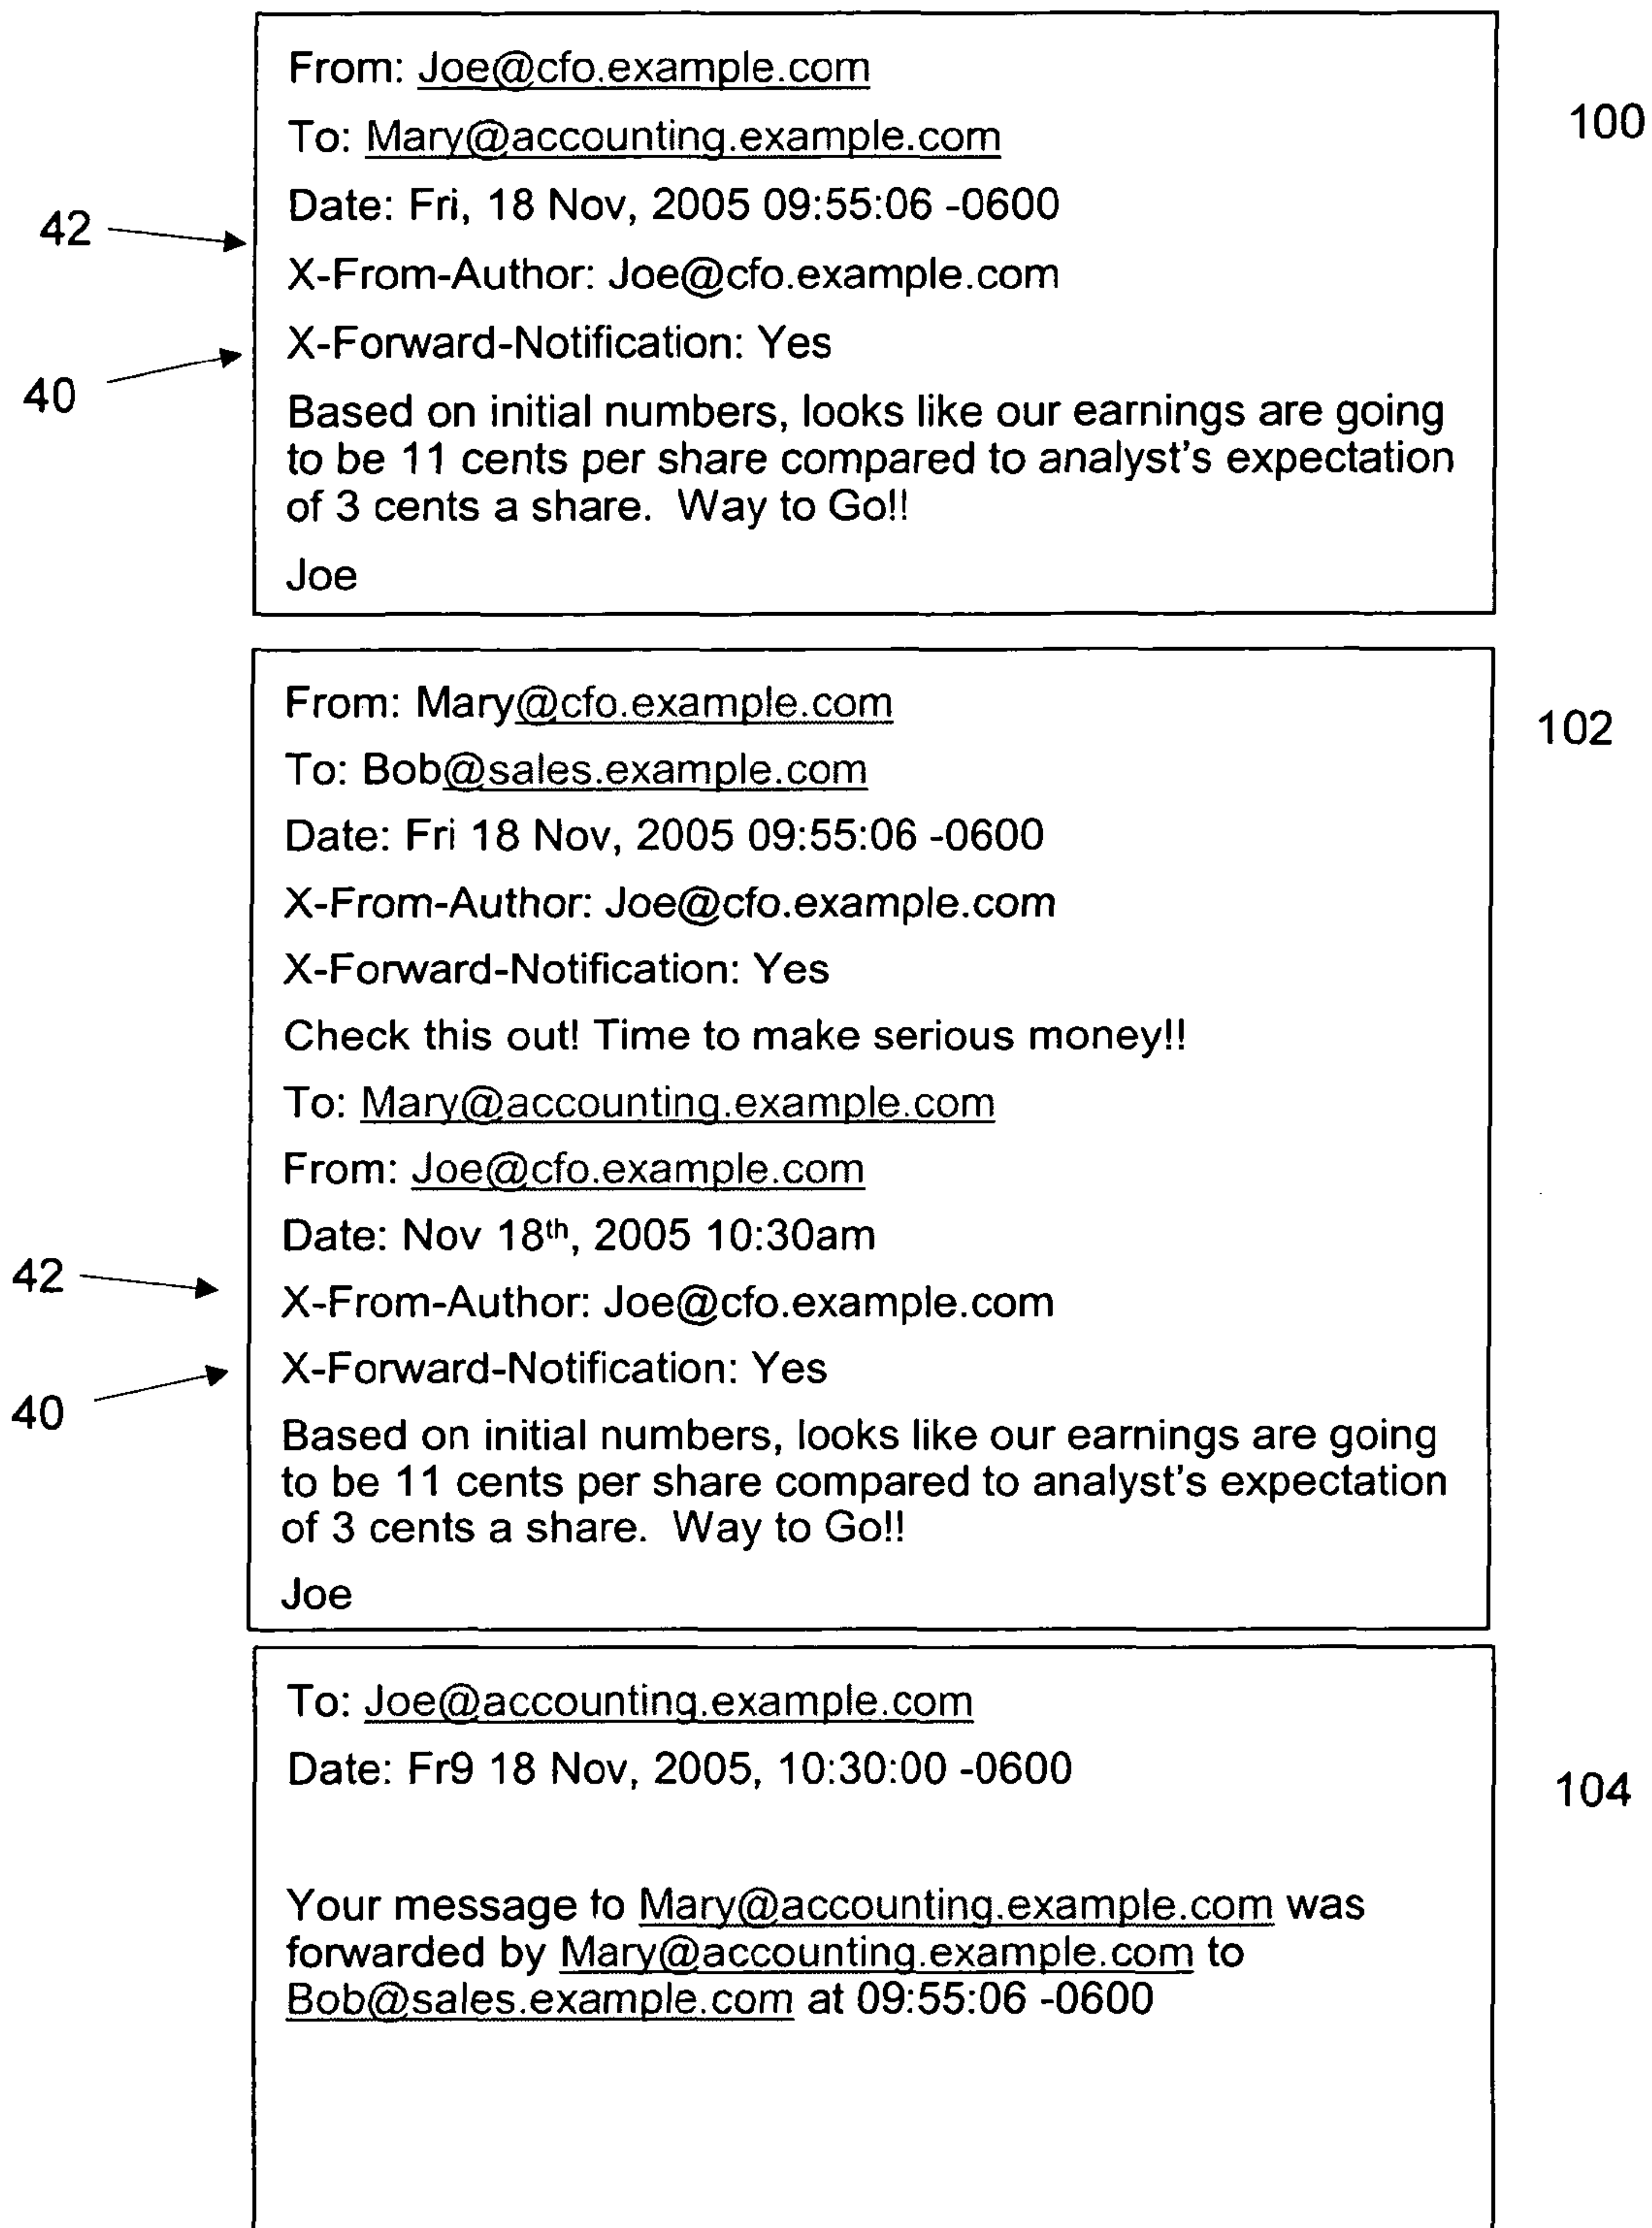 From: Joe@cfo.example.com
100
To: Mary@accounting.example.com
Date: Fri, 18 Nov, 2005 09:55:06 -0600
42
X-From-Author: Joe@cfo.example.com
X-Forward-Notification: Yes
40
Based on initial numbers, looks like our earnings are going
to be 11 cents per share compared to analyst's expectation
of 3 cents a share. Way to Go!!
Joe
From: Mary@cfo.example.com
102
To: Bob@sales.example.com
Date: Fri 18 Nov, 2005 09:55:06 -0600
X-From-Author: Joe@cfo.example.com
X-Forward-Notification: Yes
Check this out! Time to make serious money!!
To: Mary@accounting.example.com
From: Joe@cfo.example.com
Date: Nov 18th, 2005 10:30am
42
X-From-Author: Joe@cfo.example.com
X-Forward-Notification: Yes
40
Based on initial numbers, looks like our earnings are going
to be 11 cents per share compared to analyst's expectation
of 3 cents a share. Way to Go!!
Joe
To: Joe@accounting.example.com
Date: Fr9 18 Nov, 2005, 10:30:00 -0600
104
Your message to Mary@accounting.example.com was
forwarded by Mary@accounting.example.com to
Bob@sales.example.com at 09:55:06 -0600